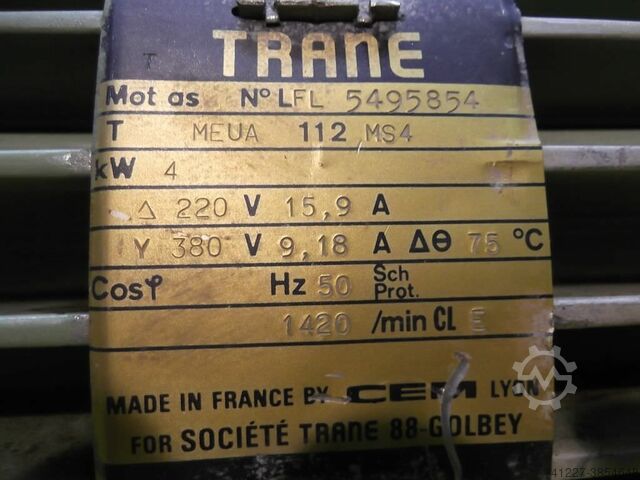 TRANE
T
Mot as N° LFL 5495854
T MEUA 112 MS4
kW 4
Δ 220 V 15,9 A
Y 380 V 9,18 A Δθ 75 °C
Cosφ Hz 50 Sch Prot.
1420 /min CL E
MADE IN FRANCE BY CEM LYON
FOR SOCIÉTÉ TRANE 88-GOLBEY